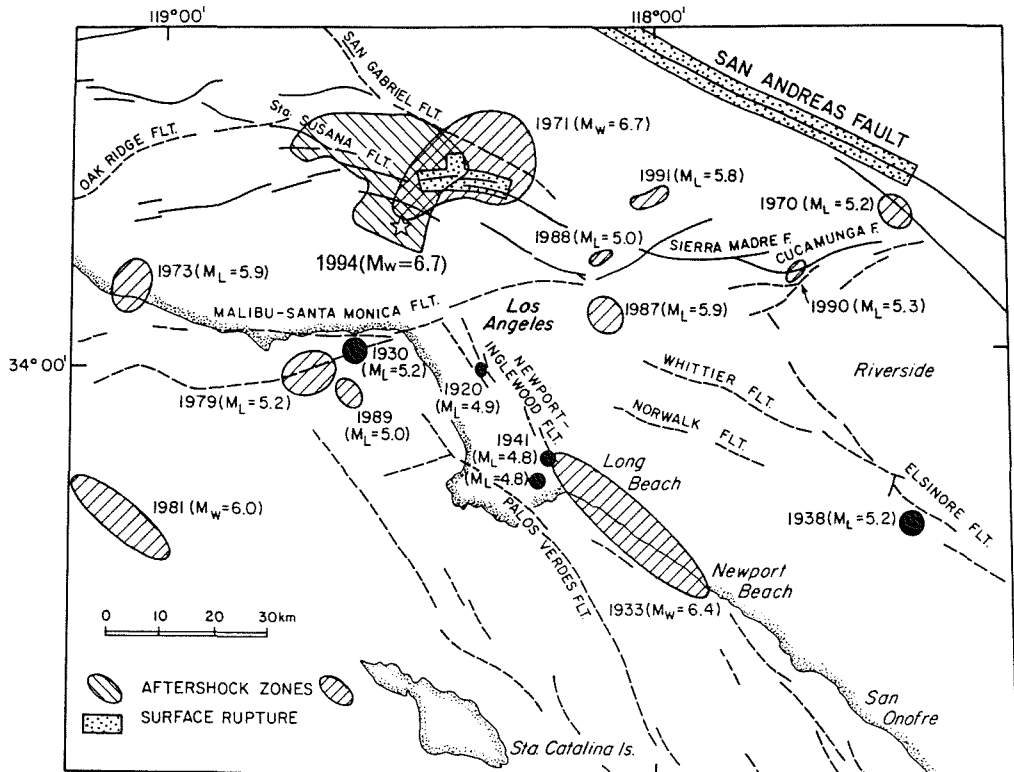 119°00'
118°00'
SAN GABRIEL FLT.
SAN ANDREAS FAULT
Sta. SUSANA FLT.
OAK RIDGE FLT.
1971 (Mw=6.7)
1991 (ML=5.8)
1970 (ML=5.2)
1988 (ML=5.0)
SIERRA MADRE F.
CUCAMUNGA F.
1994 (Mw=6.7)
1973 (ML=5.9)
MALIBU-SANTA MONICA FLT.
Los
Angeles
1987 (ML=5.9)
1990 (ML=5.3)
34°00'
1930
(ML=5.2)
NEWPORT-
INGLEWOOD FLT.
WHITTIER FLT.
Riverside
1979 (ML=5.2)
1920
(ML=4.9)
1989
(ML=5.0)
NORWALK FLT.
1941
(ML=4.8)
(ML=4.8)
Long
Beach
ELSINORE FLT.
1981 (Mw=6.0)
PALOS VERDES FLT.
1938 (ML=5.2)
Newport
Beach
1933 (Mw=6.4)
0 10 20 30km
AFTERSHOCK ZONES
SURFACE RUPTURE
San
Onofre
Sta. Catalina Is.